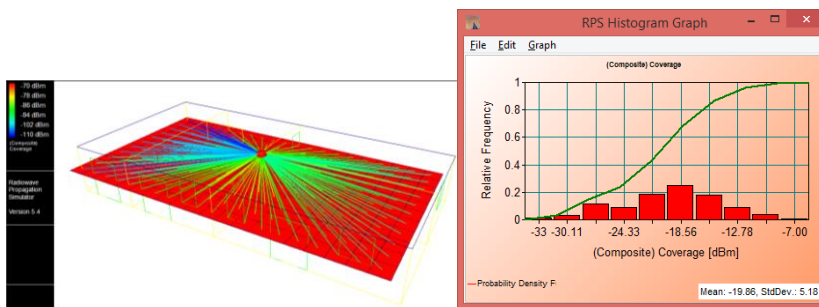 -70 dBm
-78 dBm
-86 dBm
-94 dBm
-102 dBm
-110 dBm
(Composite)
Coverage
Radiowave
Propagation
Simulator
Version 5.4
RPS Histogram Graph
File Edit Graph
(Composite) Coverage
Relative Frequency
1
0.8
0.6
0.4
0.2
0
-33 -30.11 -24.33 -18.56 -12.78 -7.00
(Composite) Coverage [dBm]
Probability Density F
Mean: -19.86, StdDev.: 5.18